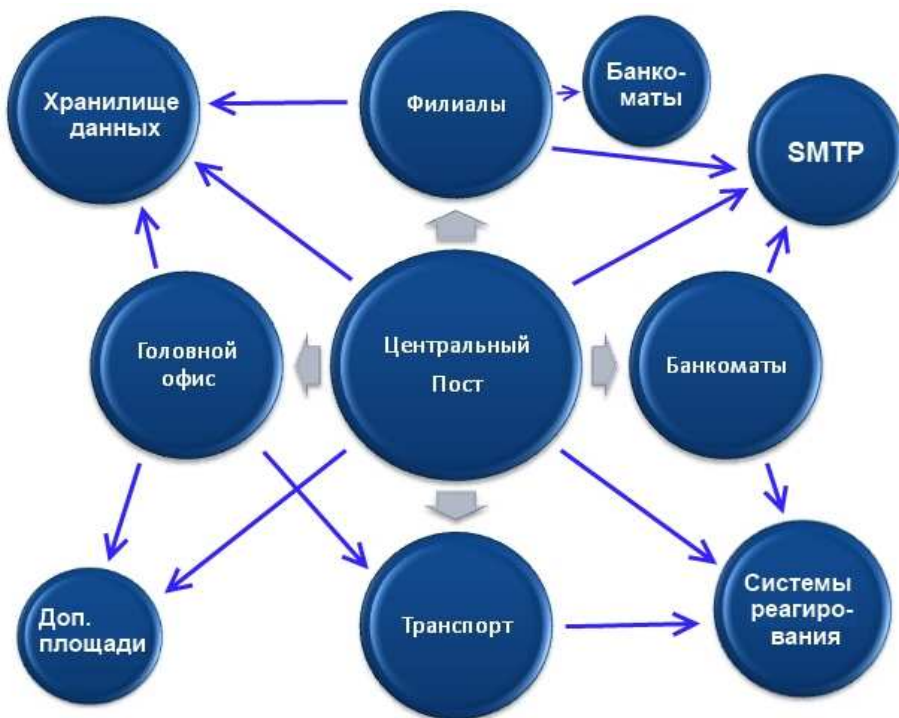 Хранилище
данных
Филиалы
Банко-
маты
SMTP
Головной
офис
Центральный
Пост
Банкоматы
Доп.
площади
Транспорт
Системы
реагиро-
вания